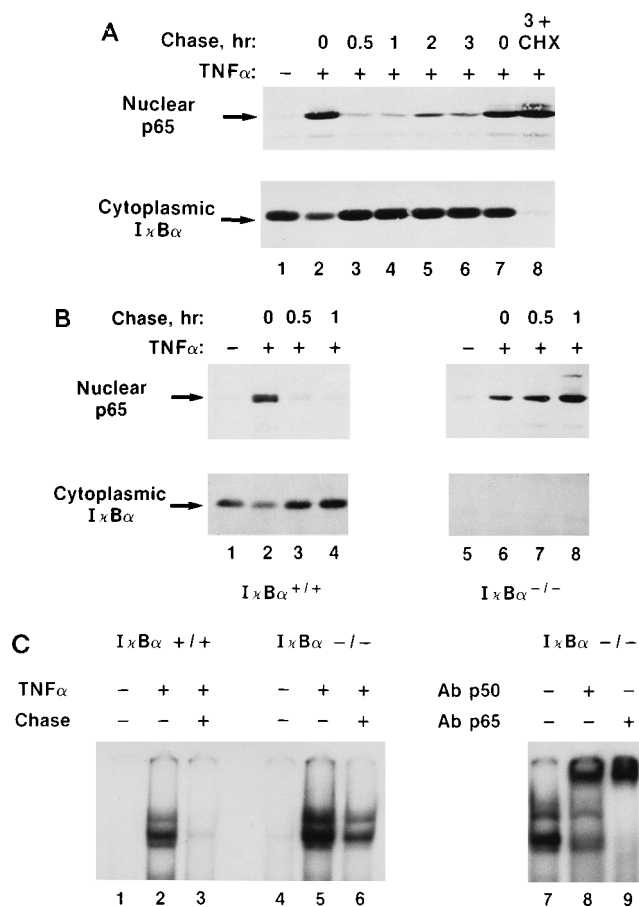 A
3 +
Chase, hr: 0 0.5 1 2 3 0 CHX
TNFα: − + + + + + + +
Nuclear
p65
Cytoplasmic
IϰBα
1 2 3 4 5 6 7 8
B
Chase, hr: 0 0.5 1 0 0.5 1
TNFα: − + + + − + + +
Nuclear
p65
Cytoplasmic
IϰBα
1 2 3 4 5 6 7 8
IϰBα +/+ IϰBα −/−
C
IϰBα +/+ IϰBα −/− IϰBα −/−
TNFα − + + − + + Ab p50 − + −
Chase − − + − − + Ab p65 − − +
1 2 3 4 5 6 7 8 9